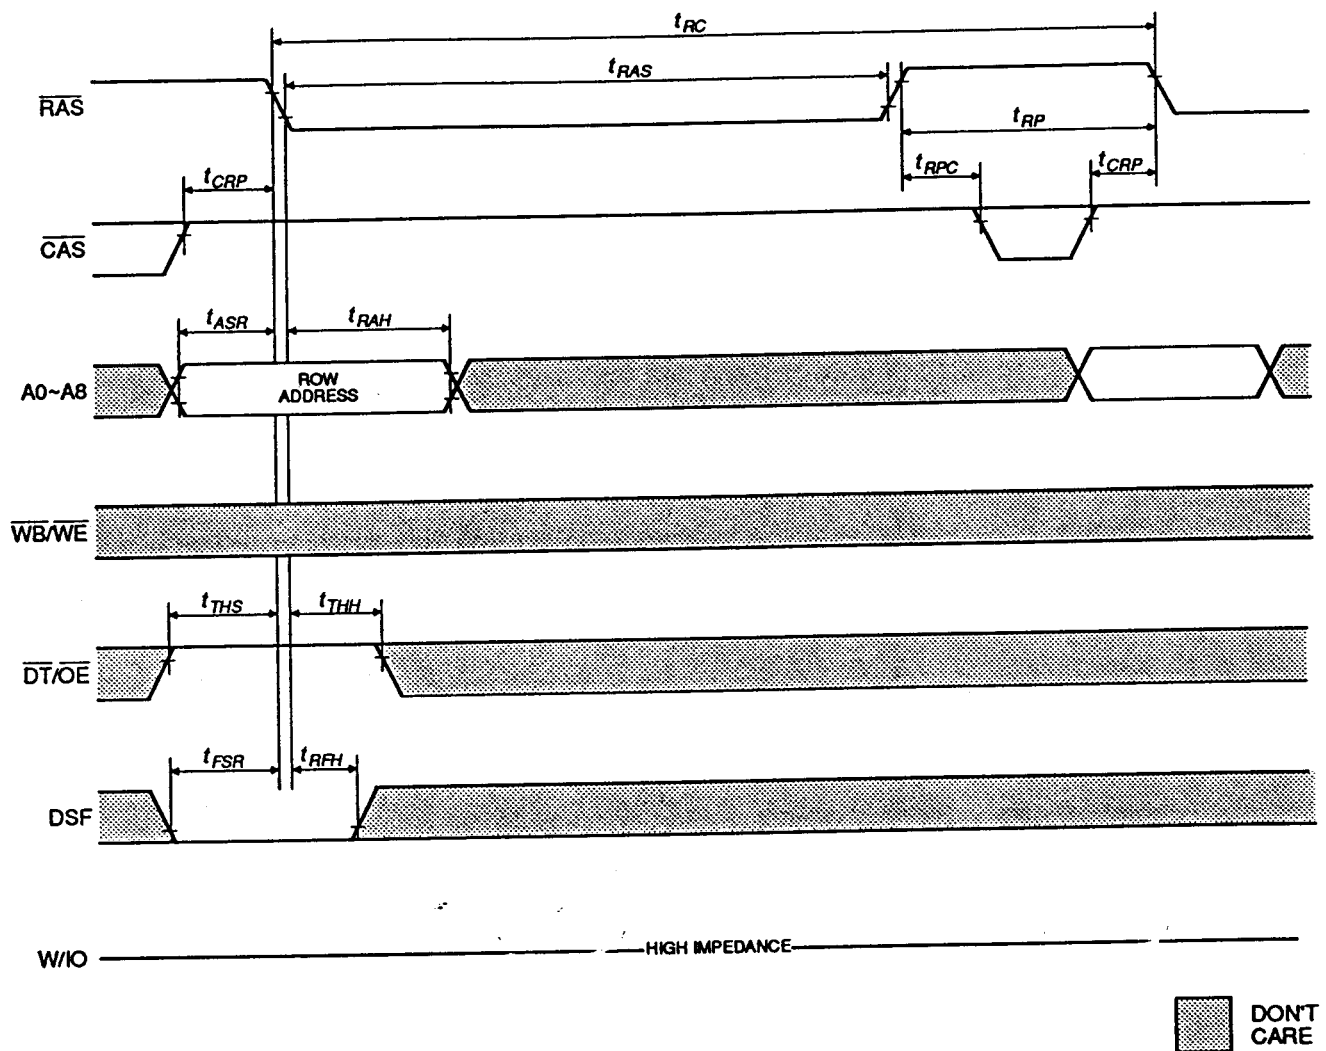 tRC
tRAS
RAS
tRP
tRPC
tCRP
tCRP
CAS
tASR
tRAH
A0~A8
ROW
ADDRESS
WB/WE
tTHS
tTHH
DT/OE
tFSR
tRFH
DSF
W/IO
HIGH IMPEDANCE
DON'T
CARE